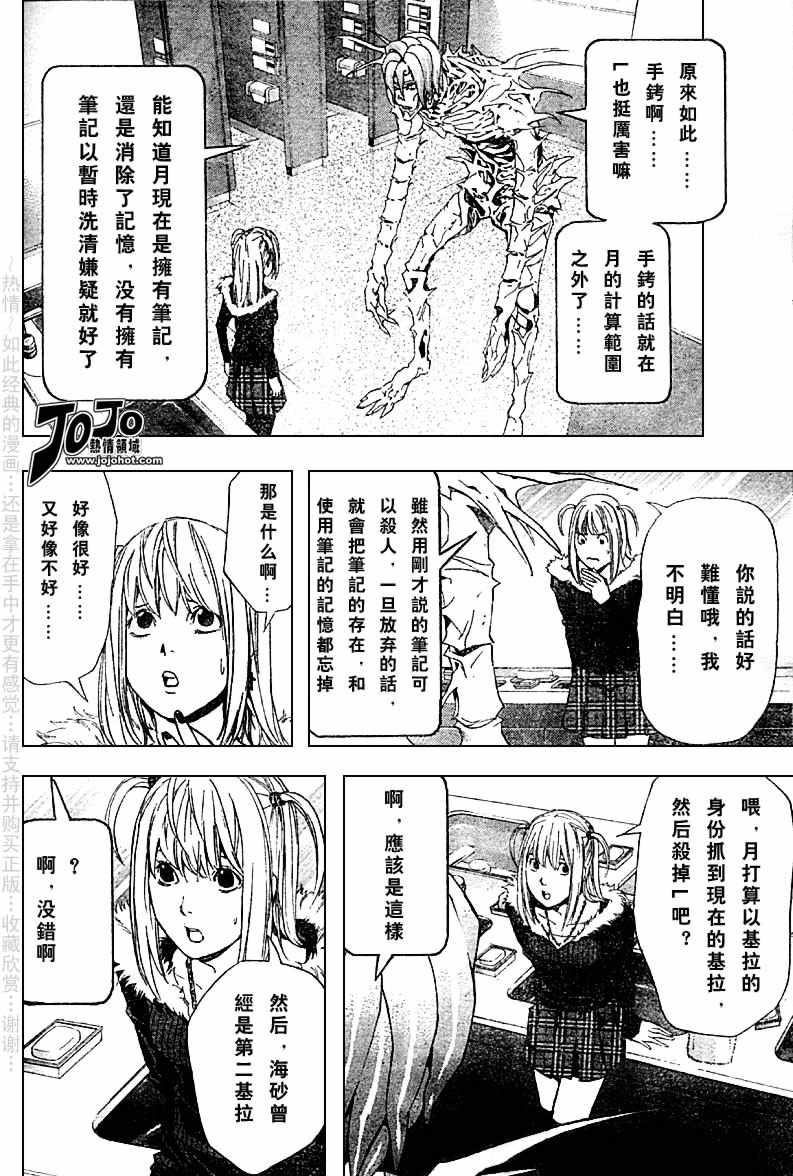 原來如此……
手銬啊……
L也挺厲害嘛
手銬的話就在
月的計算範圍
之外了……
能知道月現在是擁有筆記，
還是消除了記憶，没有擁有
筆記以暫時洗清嫌疑就好了
你説的話好
難懂哦，我
不明白……
雖然用剛才説的筆記可
以殺人，一旦放弃的話，
就會把筆記的存在，和
使用筆記的記憶都忘掉
那是什么啊…
好像很好……
又好像不好……
喂，月打算以基拉的
身份抓到現在的基拉，
然后殺掉L吧？
啊，應該是這樣
然后，海砂曾
經是第二基拉
？
啊，没錯啊
JOJO
熱情領域
www.jojohot.com
~热情~如此经典的漫画…还是拿在手中才更有感觉…请支持并购买正版…收藏欣赏…谢谢…